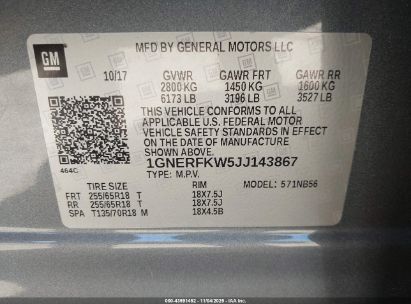 GM
MFD BY GENERAL MOTORS LLC
10/17 GVWR GAWR FRT GAWR RR
2800 KG 1450 KG 1600 KG
6173 LB 3196 LB 3527 LB
THIS VEHICLE CONFORMS TO ALL
APPLICABLE U.S. FEDERAL MOTOR
VEHICLE SAFETY STANDARDS IN EFFECT
ON THE DATE OF MANUFACTURE SHOWN ABOVE.
1GNERFKW5JJ143867
464C TYPE: M.P.V. MODEL: 571NB56
TIRE SIZE RIM
FRT 255/65R18 T 18X7.5J
RR 255/65R18 T 18X7.5J
SPA T135/70R18 M 18X4.5B